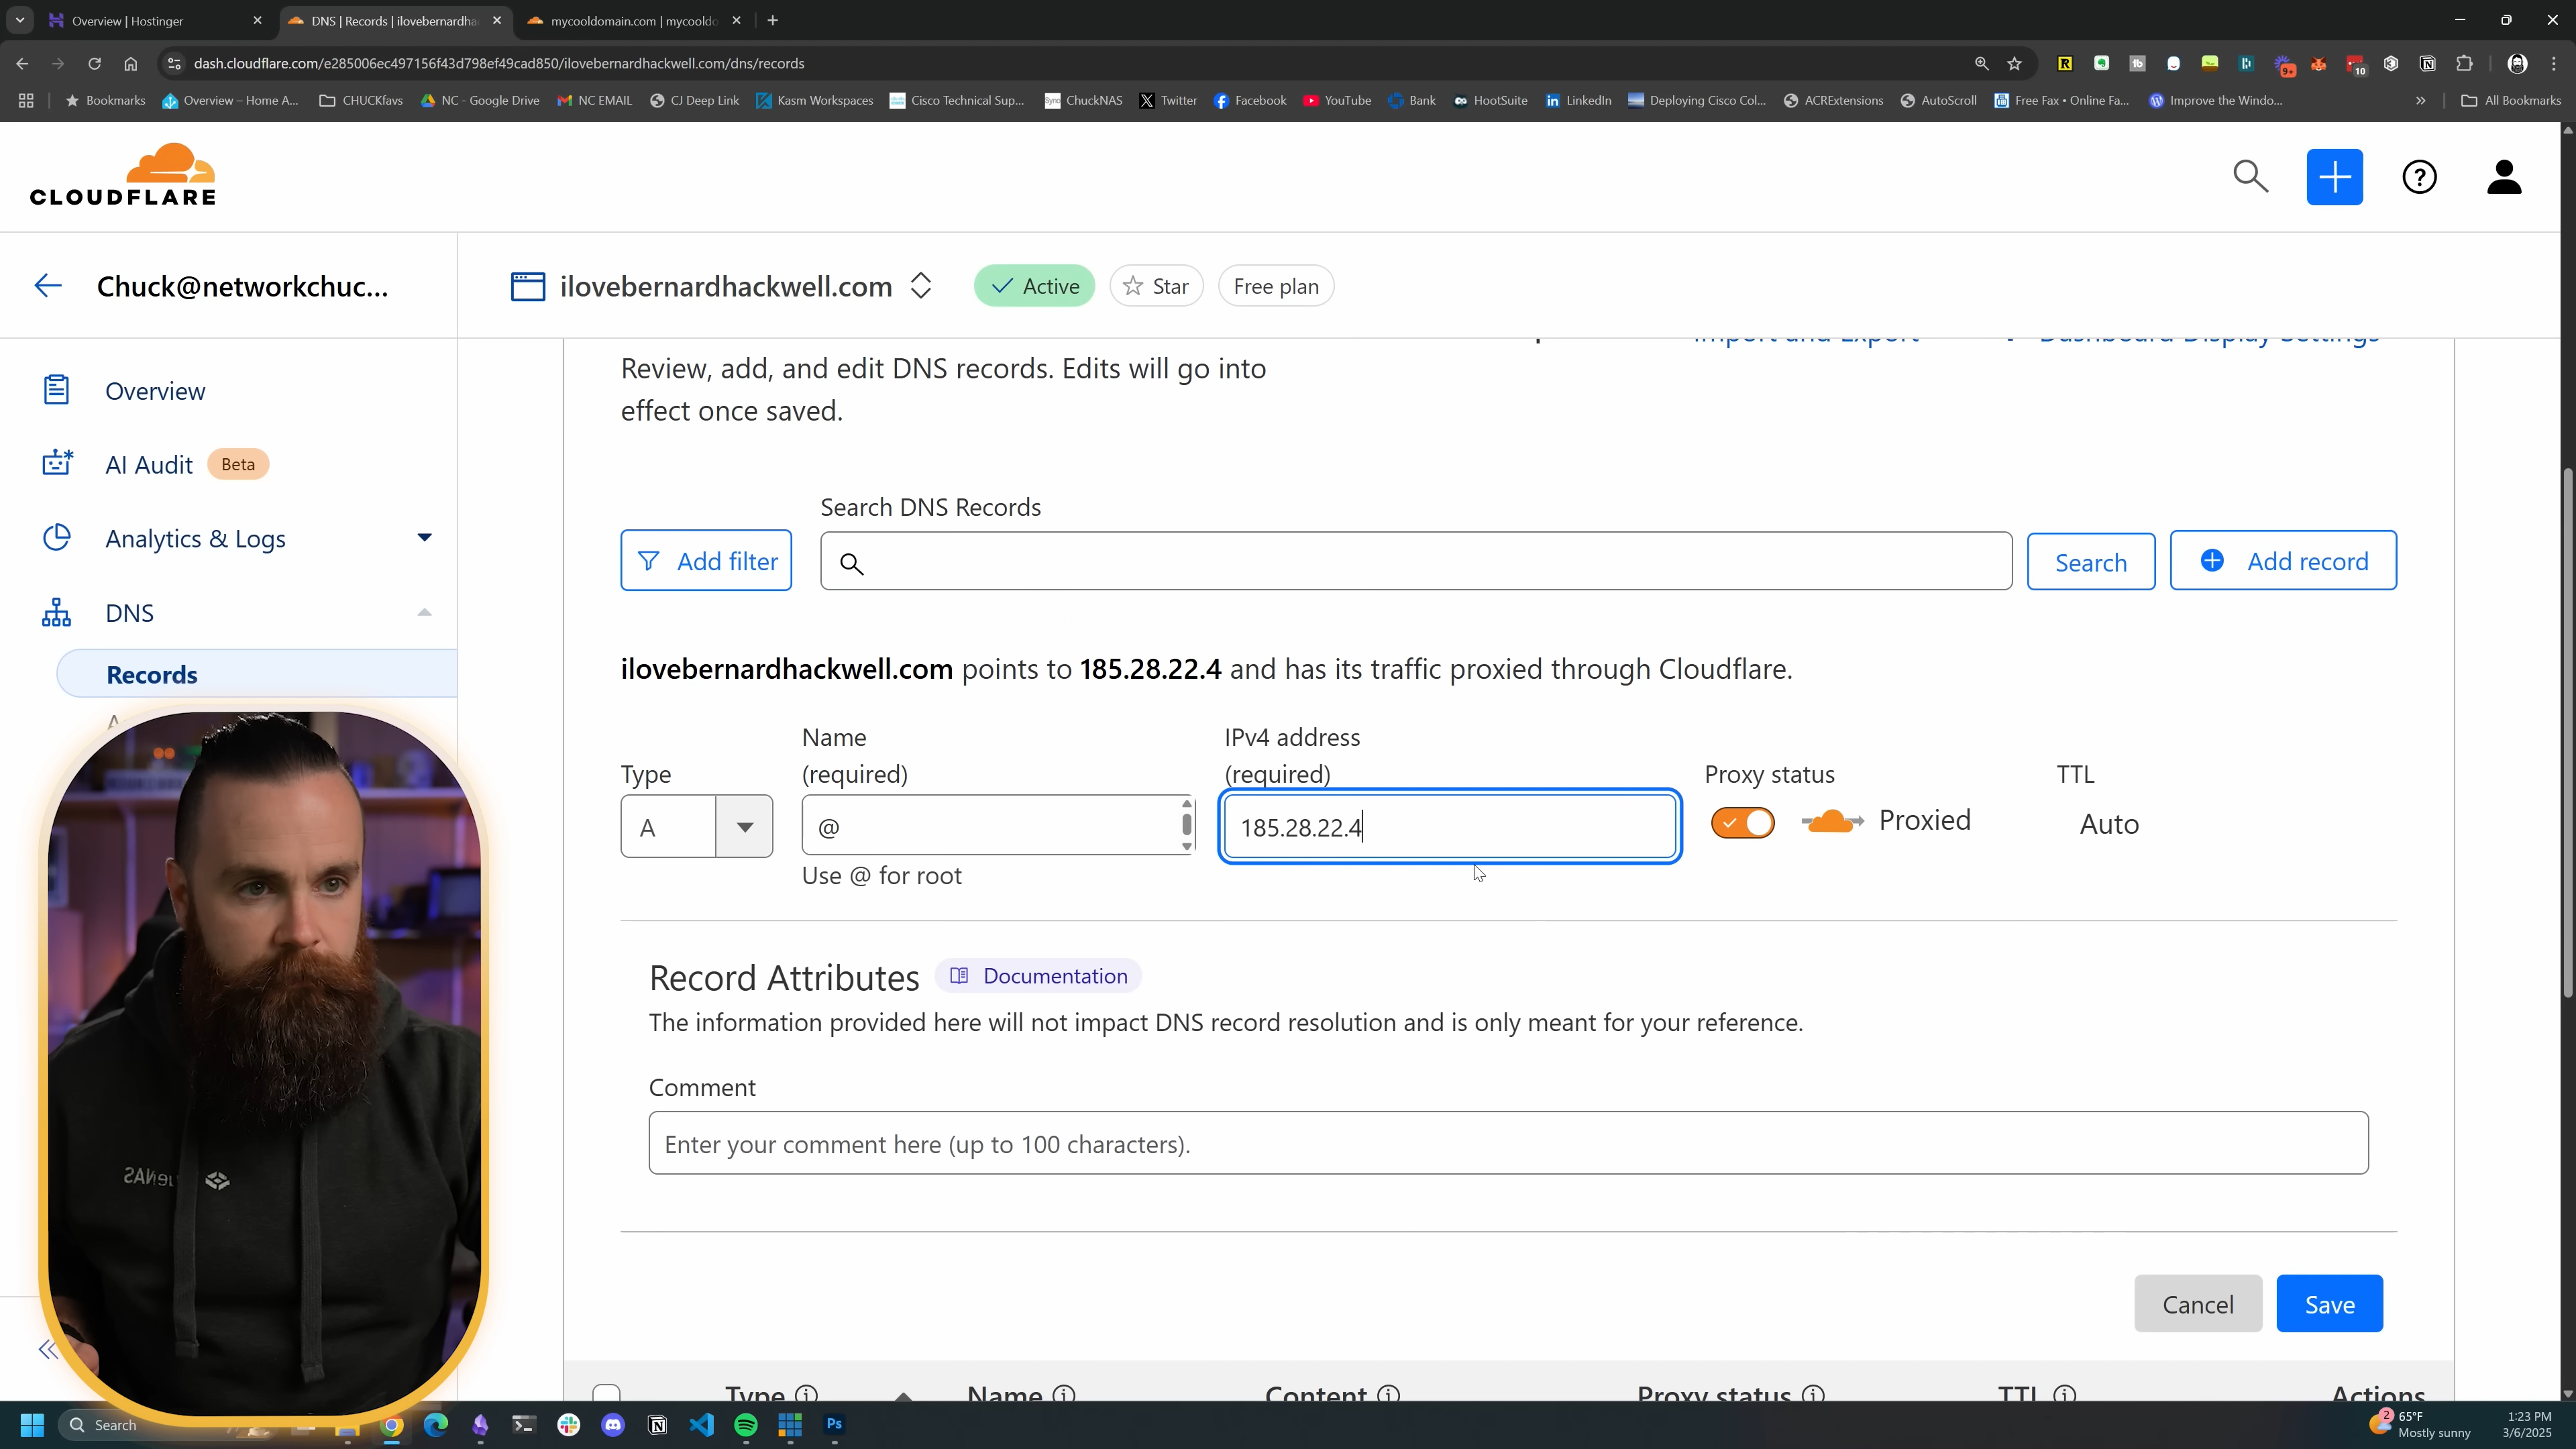 Overview | Hostinger
DNS | Records | ilovebernardha
mycooldomain.com | mycooldo
dash.cloudflare.com/e285006ec497156f43d798ef49cad850/ilovebernardhackwell.com/dns/records
Bookmarks
Overview – Home A...
CHUCKfavs
NC - Google Drive
NC EMAIL
CJ Deep Link
Kasm Workspaces
Cisco Technical Sup...
ChuckNAS
Twitter
Facebook
YouTube
Bank
HootSuite
LinkedIn
Deploying Cisco Col...
ACRExtensions
AutoScroll
Free Fax • Online Fa...
Improve the Windo...
All Bookmarks
9+
10
CLOUDFLARE
Chuck@networkchuc...
ilovebernardhackwell.com
Active
Star
Free plan
Import and Export
Dashboard Display Settings
Overview
AI Audit
Beta
Analytics & Logs
DNS
Records
Review, add, and edit DNS records. Edits will go into
effect once saved.
Search DNS Records
Add filter
Search
Add record
ilovebernardhackwell.com points to 185.28.22.4 and has its traffic proxied through Cloudflare.
Type
Name
(required)
IPv4 address
(required)
Proxy status
TTL
A
@
185.28.22.4
Proxied
Auto
Use @ for root
Record Attributes
Documentation
The information provided here will not impact DNS record resolution and is only meant for your reference.
Comment
Enter your comment here (up to 100 characters).
Cancel
Save
Type
Name
Content
Proxy status
TTL
Actions
Search
Ps
2
65°F
Mostly sunny
1:23 PM
3/6/2025